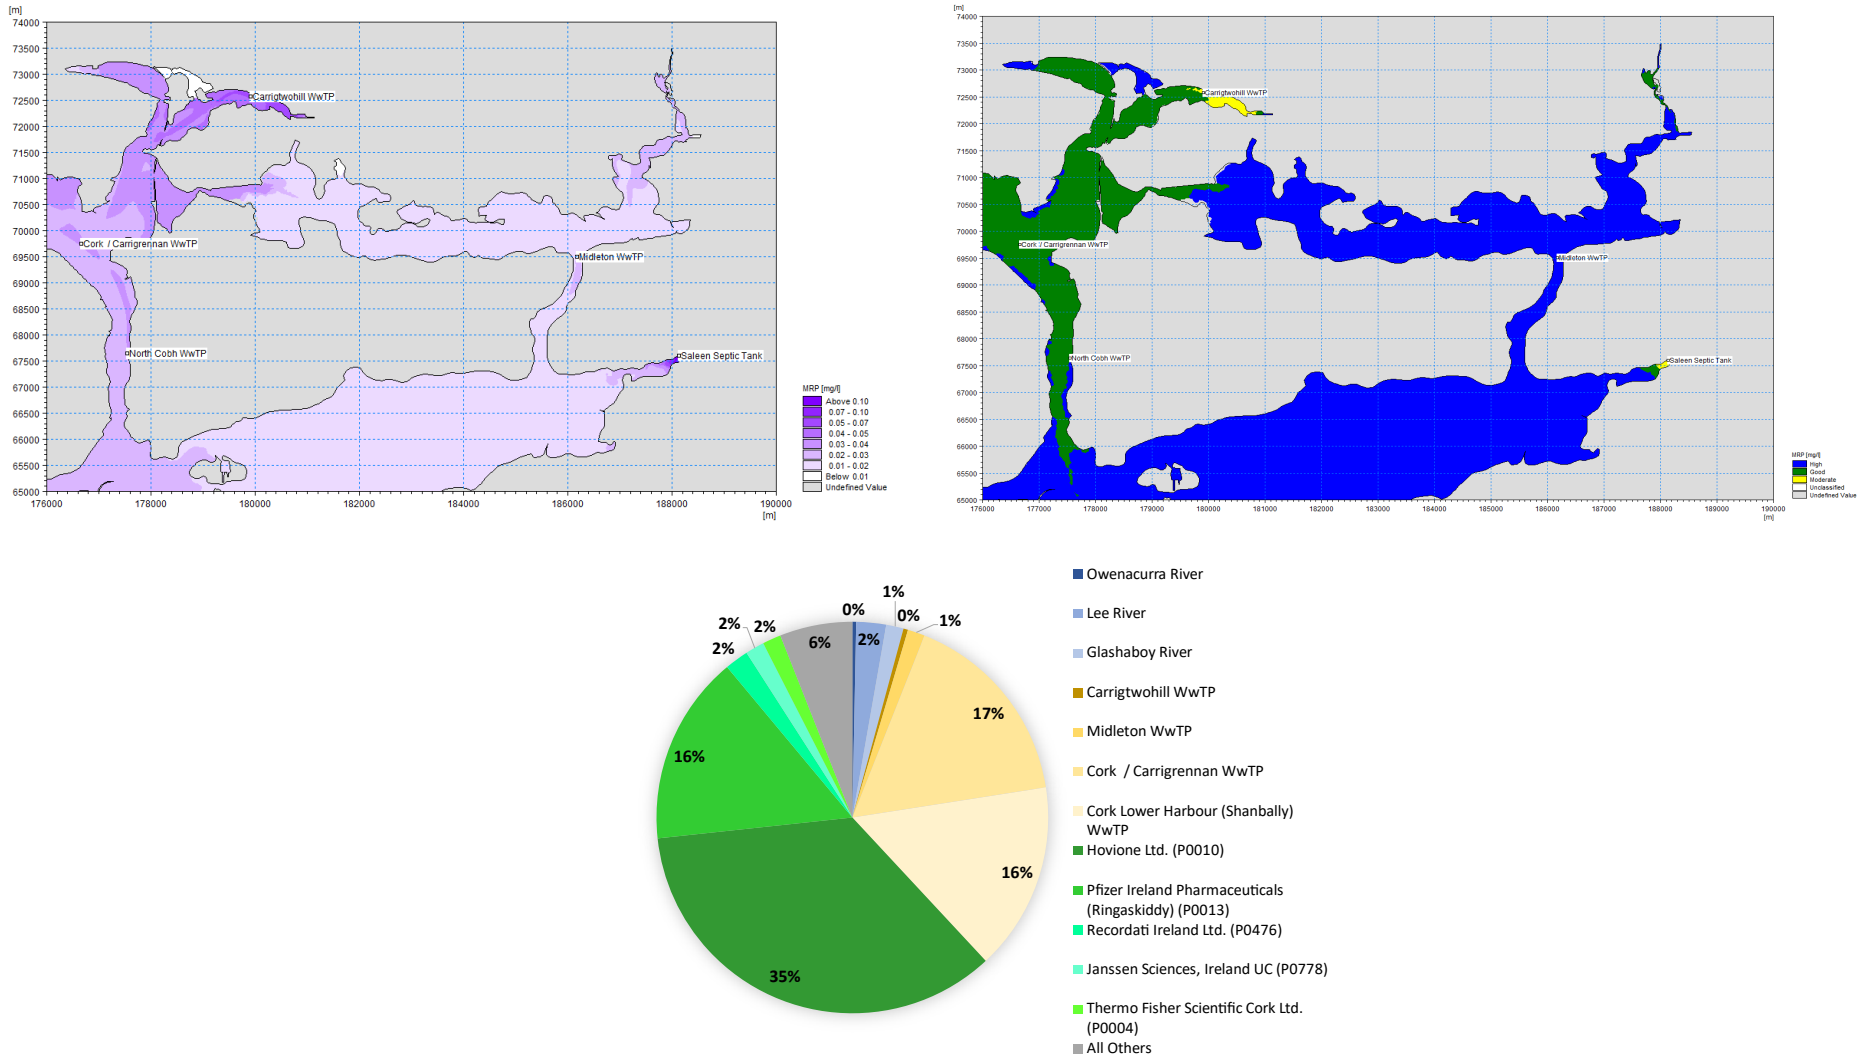 [m]
74000
73500
73000
72500
72000
71500
71000
70500
70000
69500
69000
68500
68000
67500
67000
66500
66000
65500
65000
176000
178000
180000
182000
184000
186000
188000
190000
[m]
Carrigtwohill WwTP
Cork / Carrigrennan WwTP
Midleton WwTP
North Cobh WwTP
Saleen Septic Tank
MRP [mg/l]
Above 0.10
0.07 - 0.10
0.05 - 0.07
0.04 - 0.05
0.03 - 0.04
0.02 - 0.03
0.01 - 0.02
Below 0.01
Undefined Value
[m]
74000
73500
73000
72500
72000
71500
71000
70500
70000
69500
69000
68500
68000
67500
67000
66500
66000
65500
65000
176000
177000
178000
179000
180000
181000
182000
183000
184000
185000
186000
187000
188000
189000
190000
[m]
Carrigtwohill WwTP
Cork / Carrigrennan WwTP
Midleton WwTP
North Cobh WwTP
Saleen Septic Tank
MRP [mg/l]
High
Good
Moderate
Unclassified
Undefined Value
0%
2%
1%
0%
1%
17%
16%
35%
16%
2%
2%
2%
6%
Owenacurra River
Lee River
Glashaboy River
Carrigtwohill WwTP
Midleton WwTP
Cork / Carrigrennan WwTP
Cork Lower Harbour (Shanbally)
WwTP
Hovione Ltd. (P0010)
Pfizer Ireland Pharmaceuticals
(Ringaskiddy) (P0013)
Recordati Ireland Ltd. (P0476)
Janssen Sciences, Ireland UC (P0778)
Thermo Fisher Scientific Cork Ltd.
(P0004)
All Others